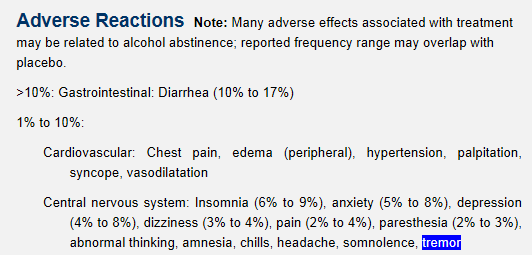 Adverse Reactions Note: Many adverse effects associated with treatment
may be related to alcohol abstinence; reported frequency range may overlap with
placebo.
>10%: Gastrointestinal: Diarrhea (10% to 17%)
1% to 10%:
Cardiovascular: Chest pain, edema (peripheral), hypertension, palpitation,
syncope, vasodilatation
Central nervous system: Insomnia (6% to 9%), anxiety (5% to 8%), depression
(4% to 8%), dizziness (3% to 4%), pain (2% to 4%), paresthesia (2% to 3%),
abnormal thinking, amnesia, chills, headache, somnolence, tremor